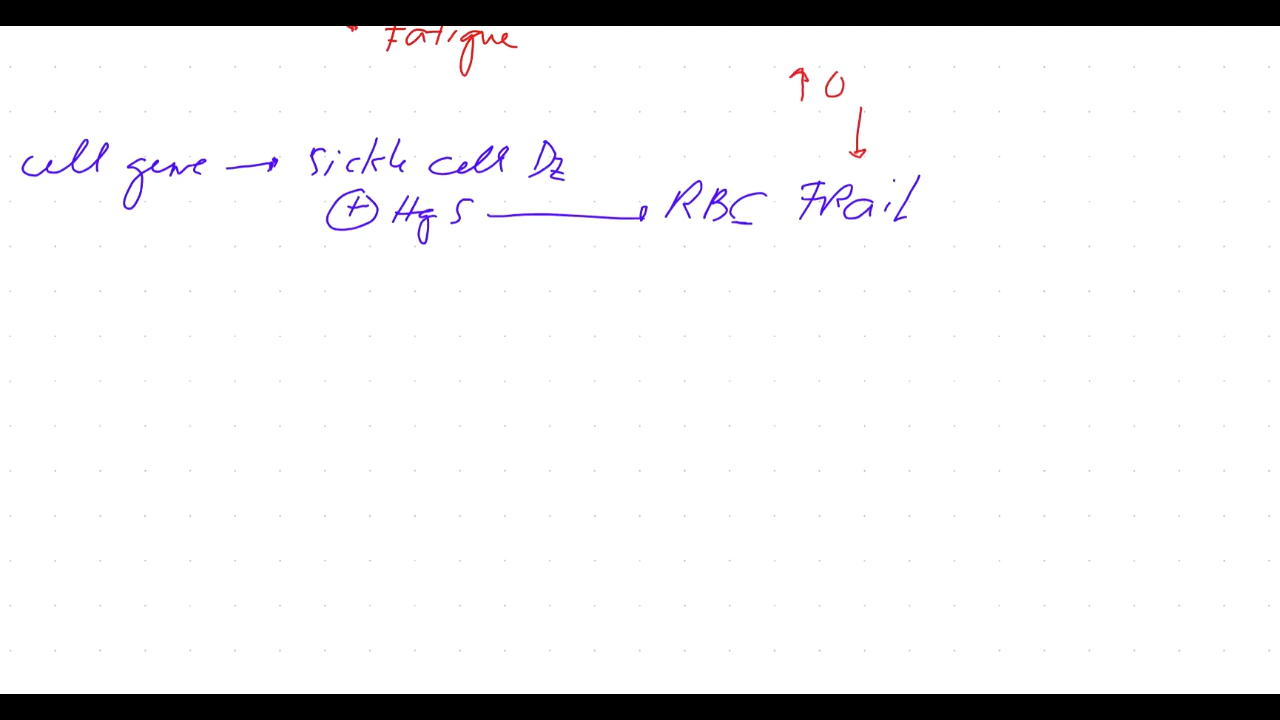 Fatigue
↑ O
↓
cell gene → Sickle cell Dz
⊕ Hg S → RBC FRail